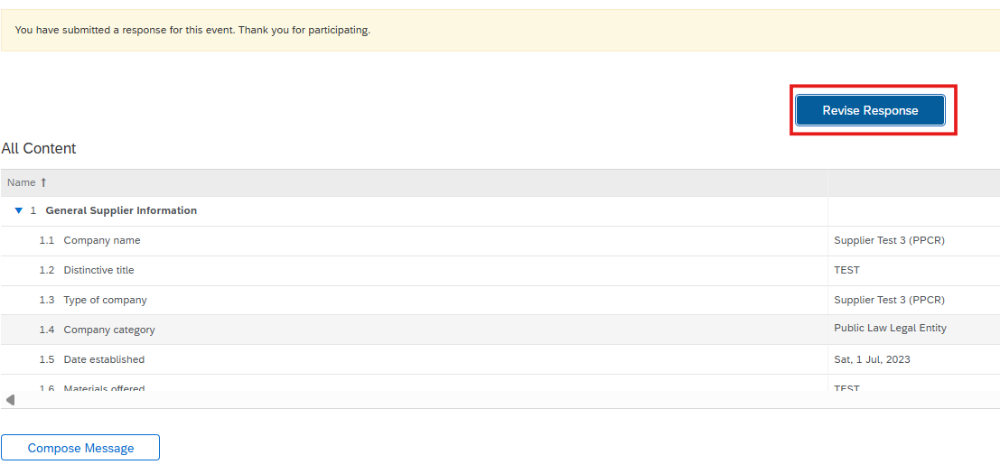 You have submitted a response for this event. Thank you for participating.
Revise Response
All Content
Name ↑
1 General Supplier Information
1.1 Company name Supplier Test 3 (PPCR)
1.2 Distinctive title TEST
1.3 Type of company Supplier Test 3 (PPCR)
1.4 Company category Public Law Legal Entity
1.5 Date established Sat, 1 Jul, 2023
1.6 Materials offered TEST
Compose Message